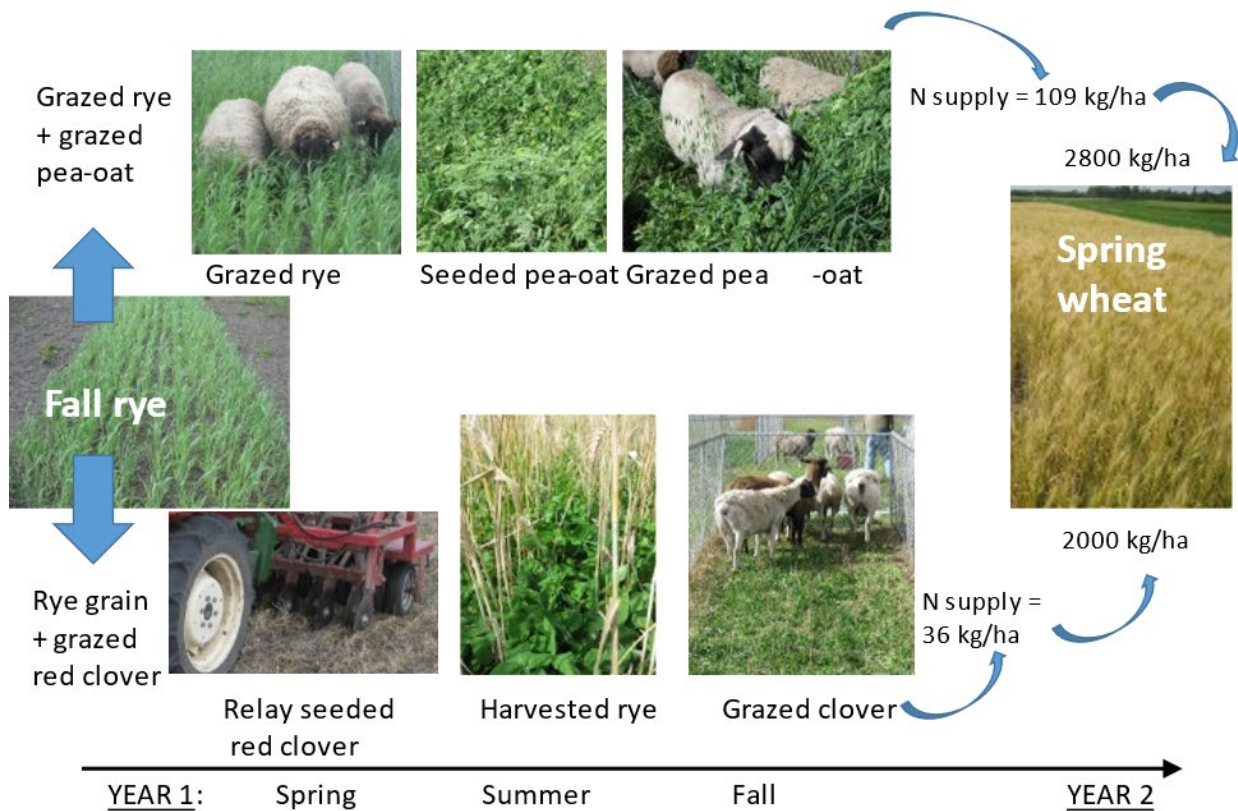 Grazed rye
+ grazed
pea-oat
N supply = 109 kg/ha
2800 kg/ha
Grazed rye
Seeded pea-oat
Grazed pea -oat
Fall rye
Spring
wheat
Rye grain
+ grazed
red clover
2000 kg/ha
N supply =
36 kg/ha
Relay seeded
red clover
Harvested rye
Grazed clover
YEAR 1: Spring Summer Fall YEAR 2